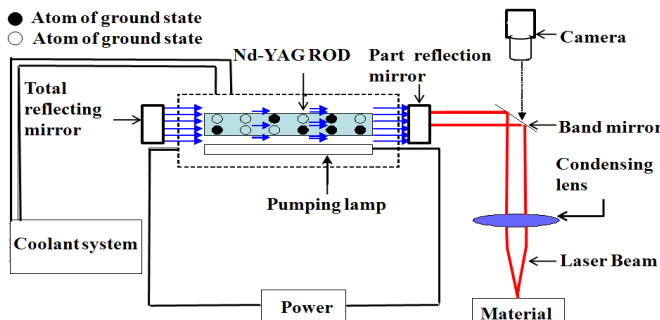 Atom of ground state
Atom of ground state
Nd-YAG ROD
Part reflection
mirror
Camera
Total
reflecting
mirror
Band mirror
Condensing
lens
Pumping lamp
Coolant system
Laser Beam
Power
Material